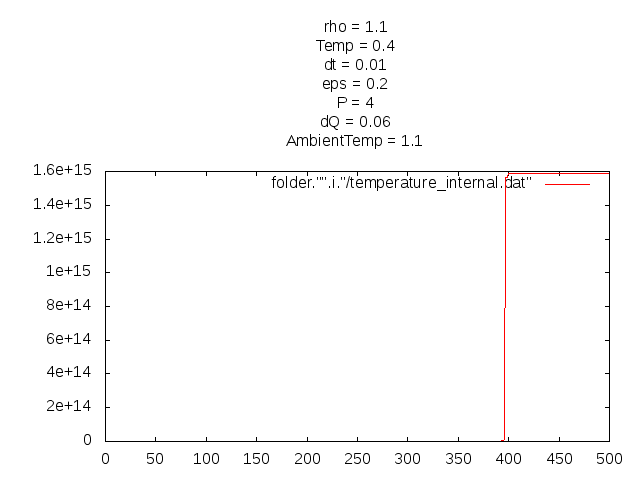 rho = 1.1
Temp = 0.4
dt = 0.01
eps = 0.2
P = 4
dQ = 0.06
AmbientTemp = 1.1
1.6e+15
folder."".i."/temperature_internal.dat"
1.4e+15
1.2e+15
1e+15
8e+14
6e+14
4e+14
2e+14
0
0 50 100 150 200 250 300 350 400 450 500